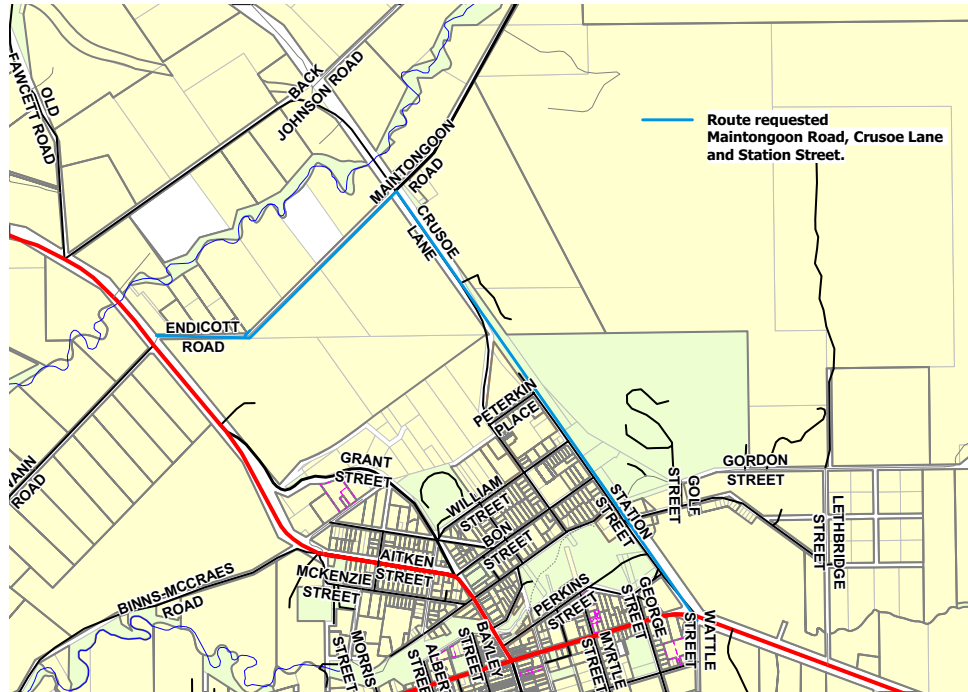 OLD
FAWCETT ROAD
BACK
JOHNSON ROAD
MAINTONGOON
ROAD
Route requested
Maintongoon Road, Crusoe Lane
and Station Street.
CRUSOE
LANE
ENDICOTT
ROAD
PETERKIN
PLACE
GRANT
STREET
WILLIAM
STREET
BON
STREET
STATION
STREET
GOLF
STREET
GORDON
STREET
LETHBRIDGE
STREET
VANN
ROAD
AITKEN
STREET
MCKENZIE
STREET
BINNS-MCCRAES
ROAD
PERKINS
STREET
GEORGE
STREET
WATTLE
STREET
MORRIS
STREET
ALBERT
STREET
BAYLEY
STREET
MYRTLE
STREET